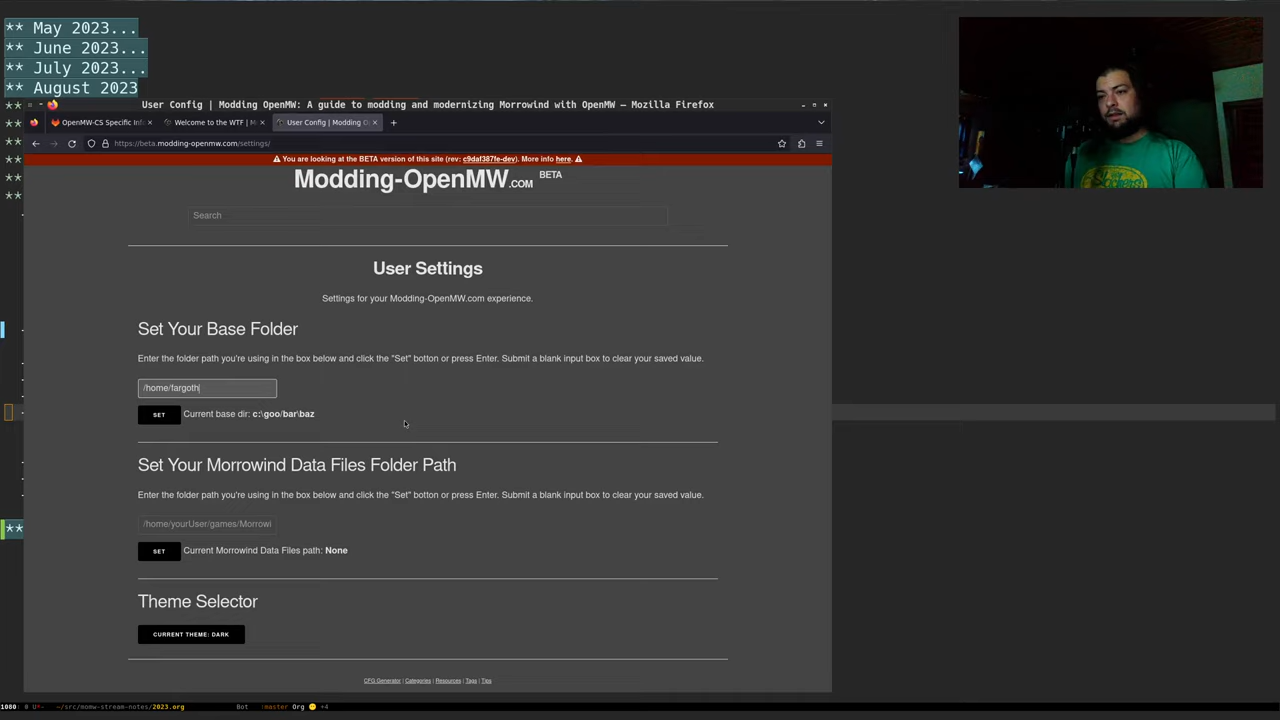 ** May 2023...
** June 2023...
** July 2023...
** August 2023
User Config | Modding OpenMW: A guide to modding and modernizing Morrowind with OpenMW — Mozilla Firefox
OpenMW-CS Specific Inf
Welcome to the WTF | M
User Config | Modding O
https://beta.modding-openmw.com/settings/
You are looking at the BETA version of this site (rev: c9daf387fe-dev). More info here.
Modding-OpenMW.COM BETA
Search
User Settings
Settings for your Modding-OpenMW.com experience.
Set Your Base Folder
Enter the folder path you're using in the box below and click the "Set" botton or press Enter. Submit a blank input box to clear your saved value.
/home/fargoth
SET Current base dir: c:\goo/bar\baz
Set Your Morrowind Data Files Folder Path
Enter the folder path you're using in the box below and click the "Set" botton or press Enter. Submit a blank input box to clear your saved value.
/home/yourUser/games/Morrowi
SET Current Morrowind Data Files path: None
Theme Selector
CURRENT THEME: DARK
CFG Generator | Categories | Resources | Tags | Tips
**
1080: 0 U*- ~/src/momw-stream-notes/2023.org Bot :master Org +4